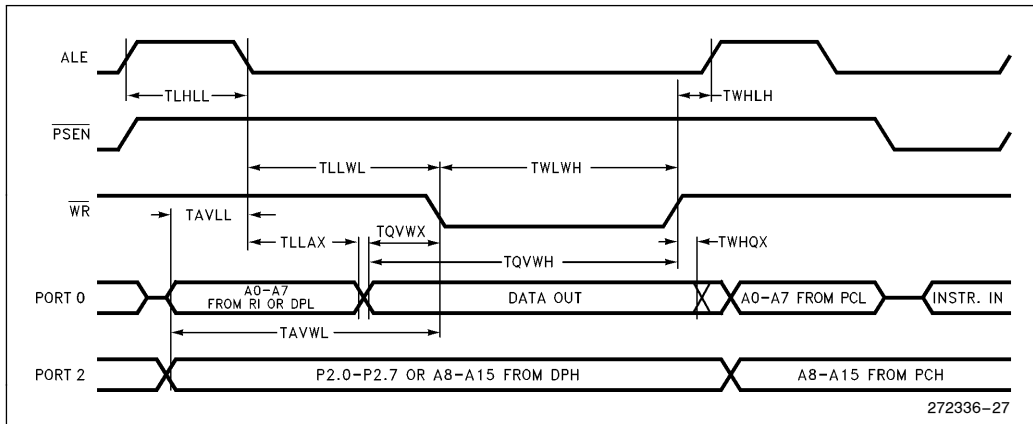 ALE
TLHLL
TWHLH
PSEN
TLLWL
TWLWH
WR
TAVLL
TLLAX
TQVWX
TWHQX
TQVWH
PORT 0
A0-A7
FROM RI OR DPL
DATA OUT
A0-A7 FROM PCL
INSTR. IN
TAVWL
PORT 2
P2.0-P2.7 OR A8-A15 FROM DPH
A8-A15 FROM PCH
272336-27